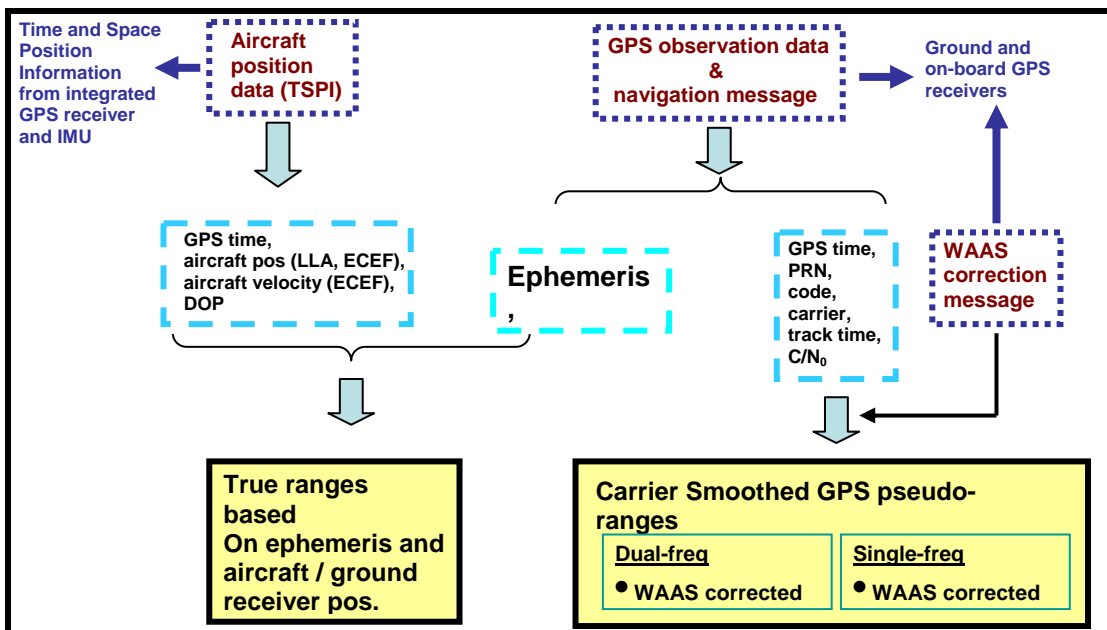 Time and Space
Position
Information
from integrated
GPS receiver
and IMU
Aircraft
position
data (TSPI)
GPS observation data
&
navigation message
Ground and
on-board GPS
receivers
GPS time,
aircraft pos (LLA, ECEF),
aircraft velocity (ECEF),
DOP
Ephemeris
,
GPS time,
PRN,
code,
carrier,
track time,
C/N₀
WAAS
correction
message
True ranges
based
On ephemeris and
aircraft / ground
receiver pos.
Carrier Smoothed GPS pseudo-
ranges
Dual-freq
• WAAS corrected
Single-freq
• WAAS corrected